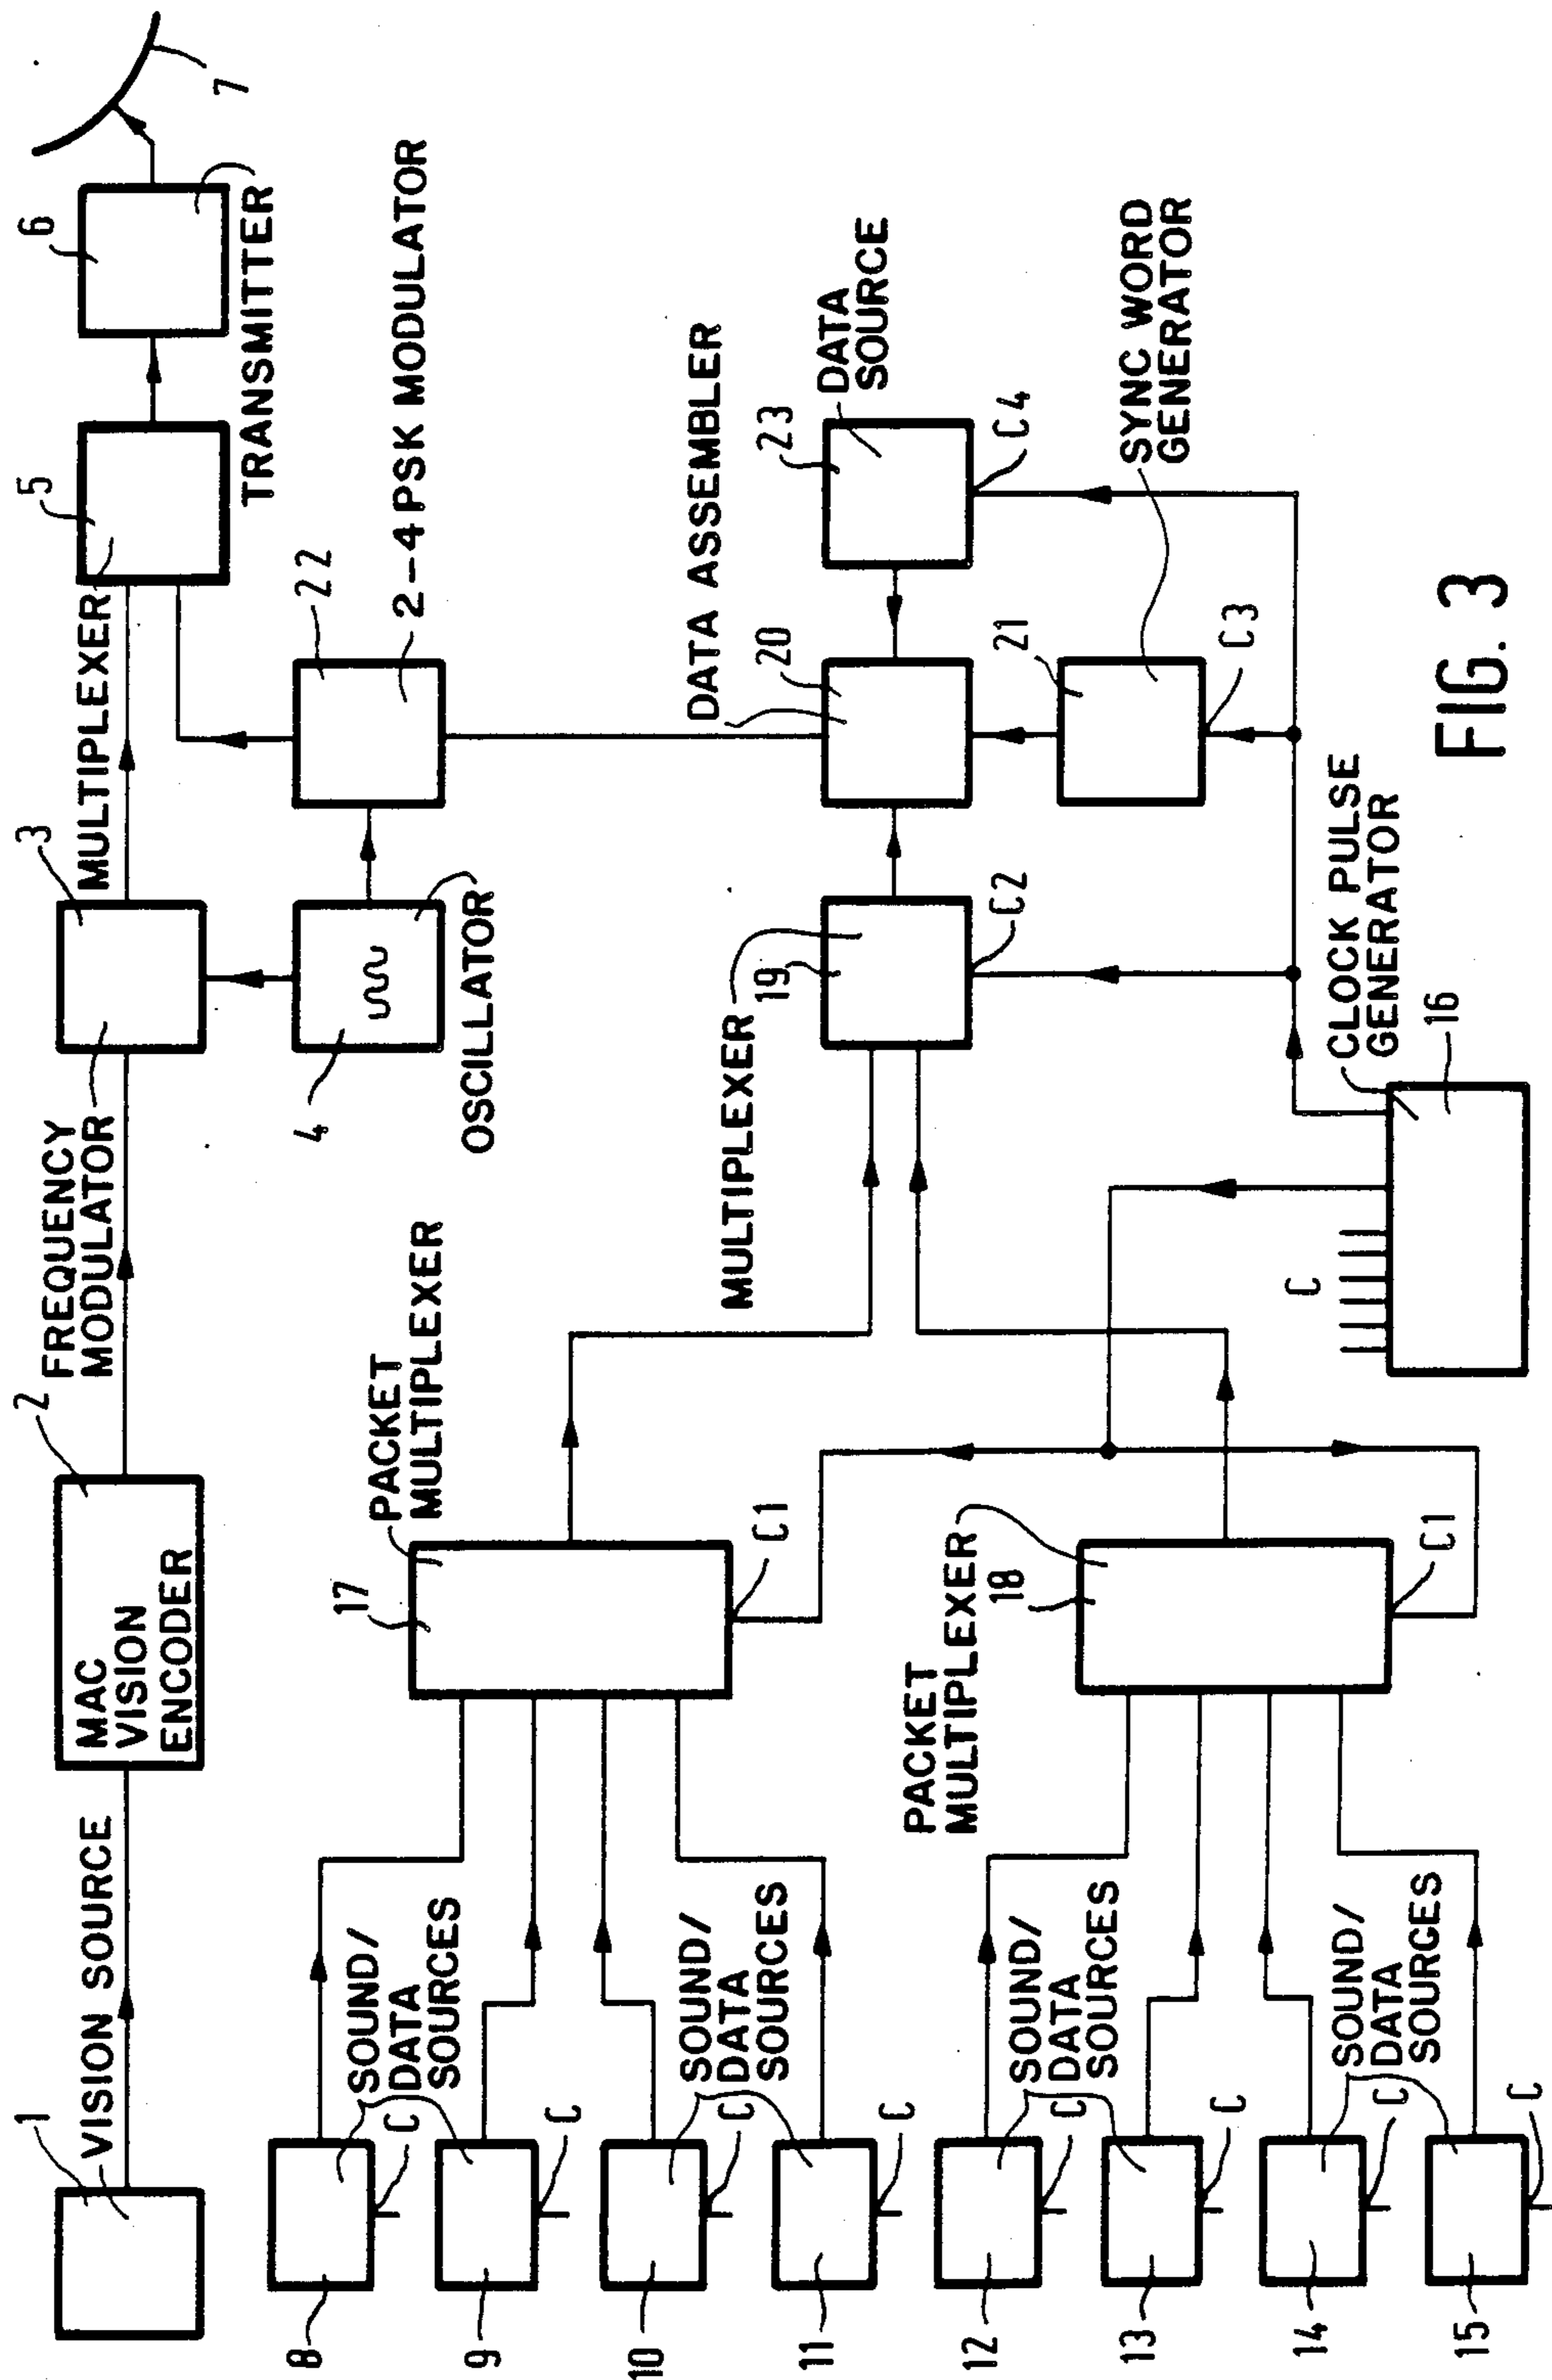 1
VISION SOURCE
MAC
VISION
ENCODER
2
FREQUENCY
MODULATOR
3
MULTIPLEXER
5
6
TRANSMITTER
7
4
OSCILLATOR
22
2-4PSK MODULATOR
8
SOUND/
DATA
SOURCES
C
9
C
10
SOUND/
DATA
SOURCES
C
11
C
17
PACKET
MULTIPLEXER
C1
MULTIPLEXER
19
C2
DATA ASSEMBLER
20
23
DATA
SOURCE
C4
21
C3
SYNC WORD
GENERATOR
12
SOUND/
DATA
SOURCES
C
13
C
14
SOUND/
DATA
SOURCES
C
15
C
PACKET
MULTIPLEXER
18
C1
C
CLOCK PULSE
GENERATOR
16
FIG. 3